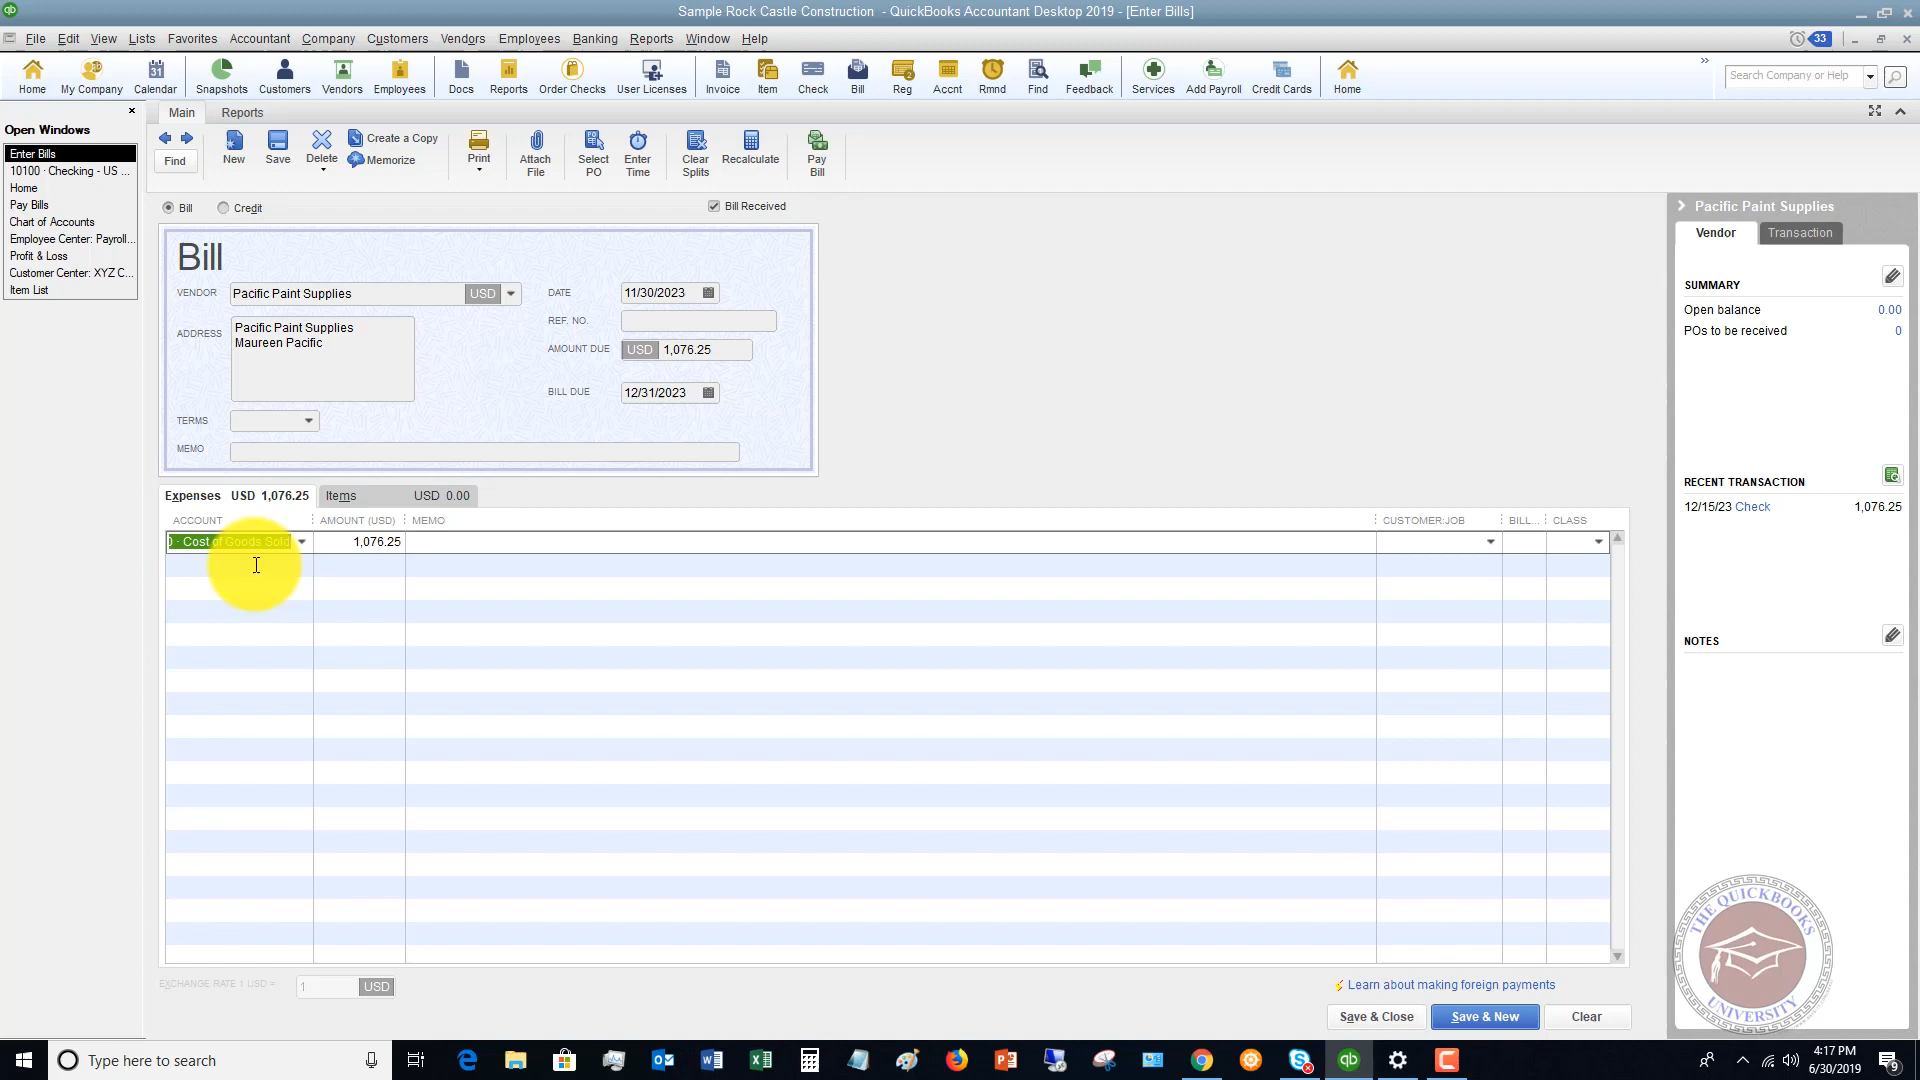 Sample Rock Castle Construction - QuickBooks Accountant Desktop 2019 - [Enter Bills]
File Edit View Lists Favorites Accountant Company Customers Vendors Employees Banking Reports Window Help
33
Home My Company Calendar Snapshots Customers Vendors Employees Docs Reports Order Checks User Licenses Invoice Item Check Bill Reg Accnt Rmnd Find Feedback Services Add Payroll Credit Cards Home
Search Company or Help
Open Windows
Enter Bills
10100 · Checking - US ...
Home
Pay Bills
Chart of Accounts
Employee Center: Payroll...
Profit & Loss
Customer Center: XYZ C...
Item List
Main Reports
Find
New
Save
Delete
Create a Copy
Memorize
Print
Attach File
Select PO
Enter Time
Clear Splits
Recalculate
Pay Bill
Bill Credit Bill Received
Bill
VENDOR Pacific Paint Supplies USD
DATE 11/30/2023
REF. NO.
ADDRESS Pacific Paint Supplies
Maureen Pacific
AMOUNT DUE USD 1,076.25
BILL DUE 12/31/2023
TERMS
MEMO
Expenses USD 1,076.25 Items USD 0.00
ACCOUNT AMOUNT (USD) MEMO CUSTOMER:JOB BILL... CLASS
0 · Cost of Goods Sold 1,076.25
EXCHANGE RATE 1 USD = 1 USD
Learn about making foreign payments
Save & Close Save & New Clear
Pacific Paint Supplies
Vendor Transaction
SUMMARY
Open balance 0.00
POs to be received 0
RECENT TRANSACTION
12/15/23 Check 1,076.25
NOTES
THE QUICKBOOKS
UNIVERSITY
Type here to search
4:17 PM
6/30/2019
9